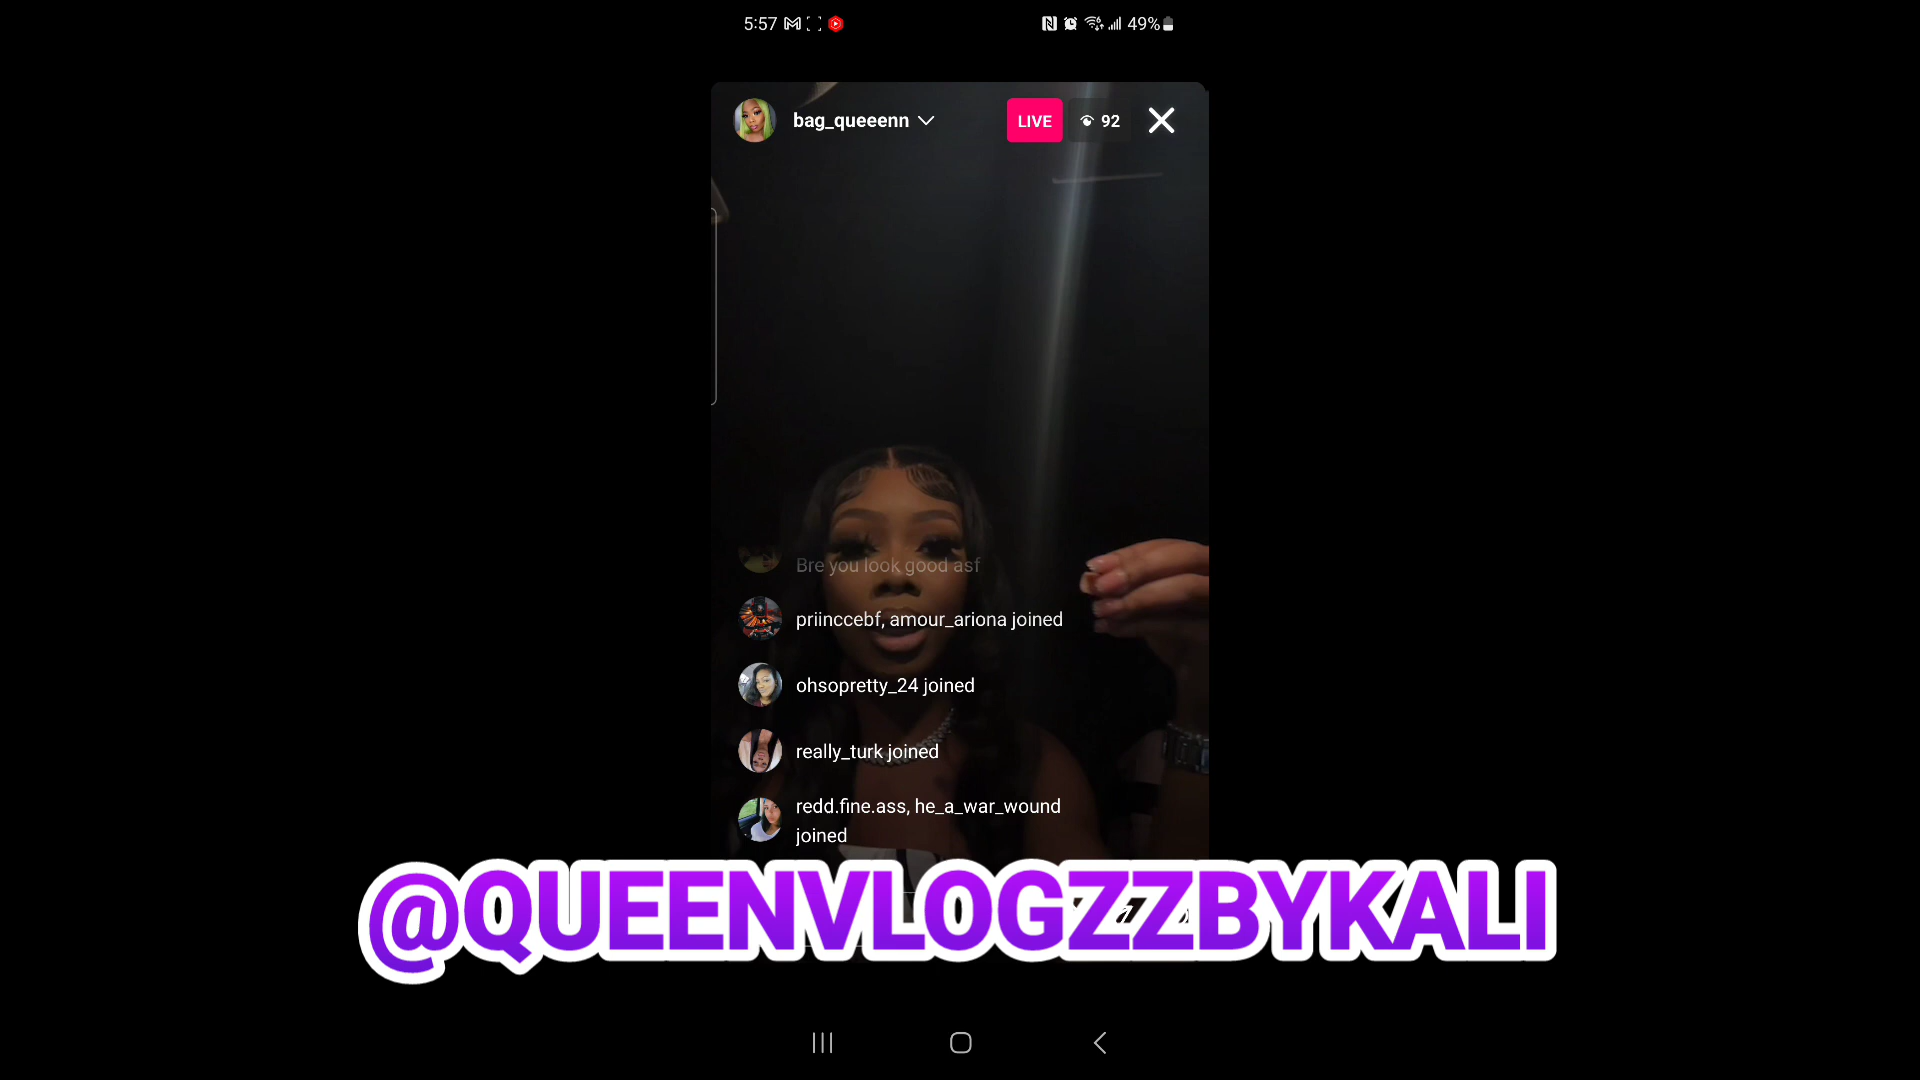 5:57
49%
bag_queeenn
LIVE
92
Bre you look good asf
priinccebf, amour_ariona joined
ohsopretty_24 joined
really_turk joined
redd.fine.ass, he_a_war_wound
joined
@QUEENVLOGZZBYKALI